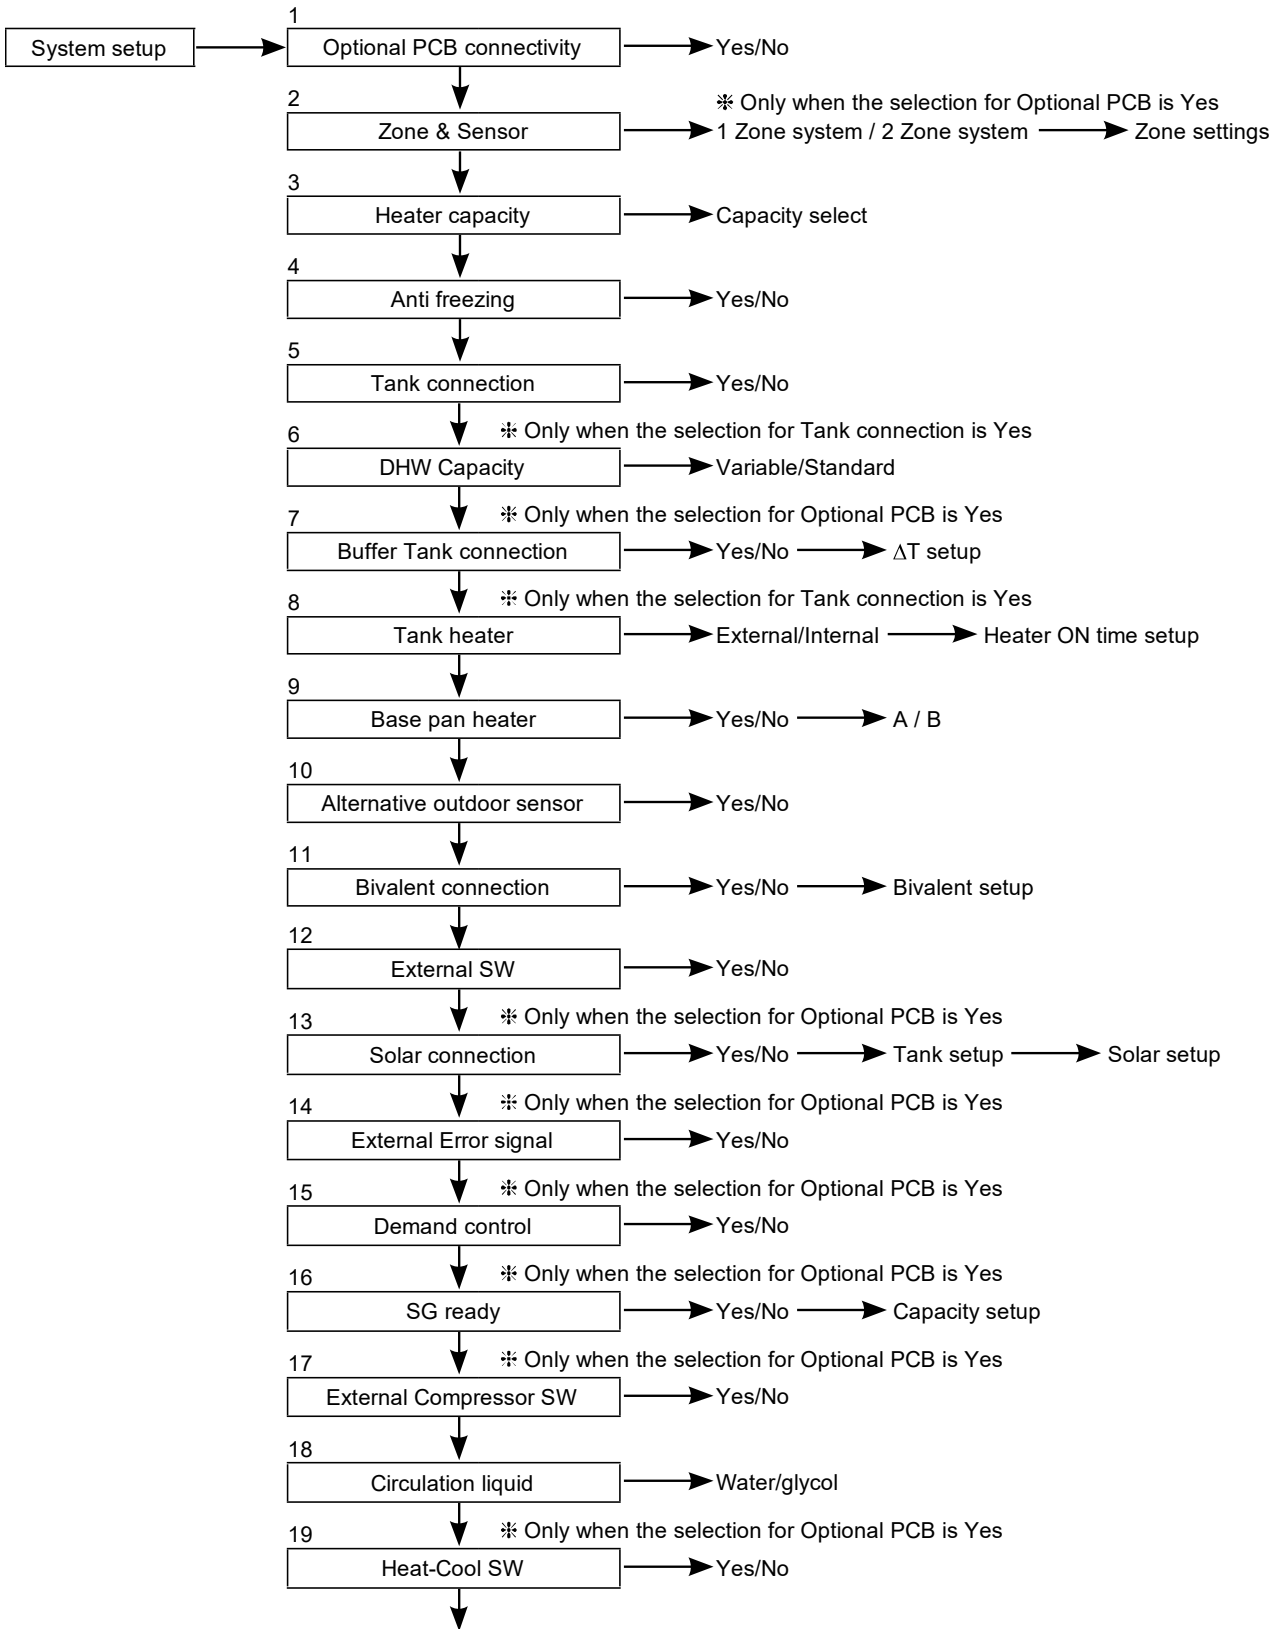 1
System setup
Optional PCB connectivity
Yes/No
2
❈ Only when the selection for Optional PCB is Yes
Zone & Sensor
1 Zone system / 2 Zone system
Zone settings
3
Heater capacity
Capacity select
4
Anti freezing
Yes/No
5
Tank connection
Yes/No
6
❈ Only when the selection for Tank connection is Yes
DHW Capacity
Variable/Standard
7
❈ Only when the selection for Optional PCB is Yes
Buffer Tank connection
Yes/No
ΔT setup
8
❈ Only when the selection for Tank connection is Yes
Tank heater
External/Internal
Heater ON time setup
9
Base pan heater
Yes/No
A / B
10
Alternative outdoor sensor
Yes/No
11
Bivalent connection
Yes/No
Bivalent setup
12
External SW
Yes/No
13
❈ Only when the selection for Optional PCB is Yes
Solar connection
Yes/No
Tank setup
Solar setup
14
❈ Only when the selection for Optional PCB is Yes
External Error signal
Yes/No
15
❈ Only when the selection for Optional PCB is Yes
Demand control
Yes/No
16
❈ Only when the selection for Optional PCB is Yes
SG ready
Yes/No
Capacity setup
17
❈ Only when the selection for Optional PCB is Yes
External Compressor SW
Yes/No
18
Circulation liquid
Water/glycol
19
❈ Only when the selection for Optional PCB is Yes
Heat-Cool SW
Yes/No